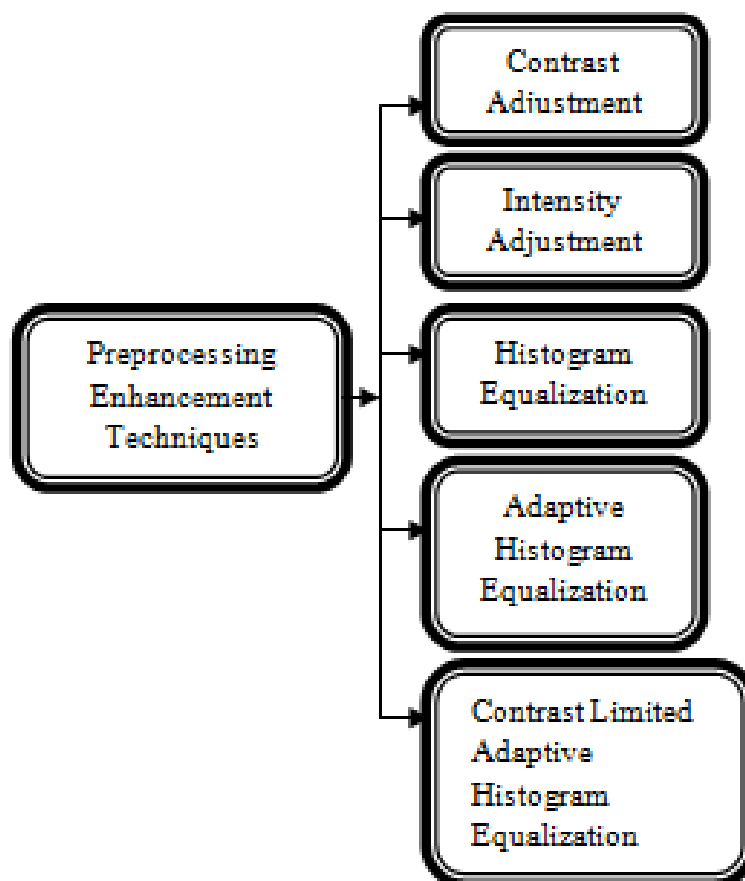 Contrast
Adjustment
Intensity
Adjustment
Preprocessing
Enhancement
Techniques
Histogram
Equalization
Adaptive
Histogram
Equalization
Contrast Limited
Adaptive
Histogram
Equalization